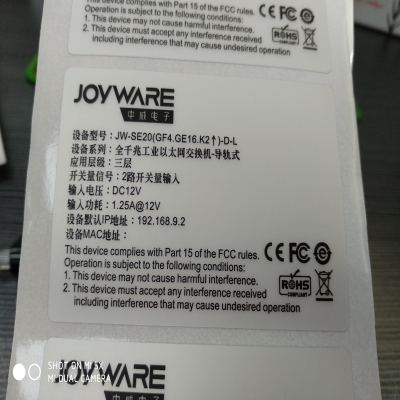 This device complies with Part 15 of the FCC rules.
Operation is subject to the following conditions:
1. This device may not cause harmful interference.
2. This device must accept any interference received
including interference that may cause undesired operation
RoHS
COMPLIANT
JOYWARE
中威电子
设备型号: JW-SE20(GF4.GE16.K2↑)-D-L
设备系列: 全千兆工业以太网交换机-导轨式
应用层级: 三层
开关量信号: 2路开关量输入
输入电压: DC12V
输入功耗: 1.25A@12V
设备默认IP地址: 192.168.9.2
设备MAC地址:
This device complies with Part 15 of the FCC rules.
Operation is subject to the following conditions:
1. This device may not cause harmful interference.
2. This device must accept any interference received
including interference that may cause undesired operation
FC CE
RoHS
COMPLIANT
JOYWARE
中威电子
SHOT ON MI 5X
MI DUAL CAMERA